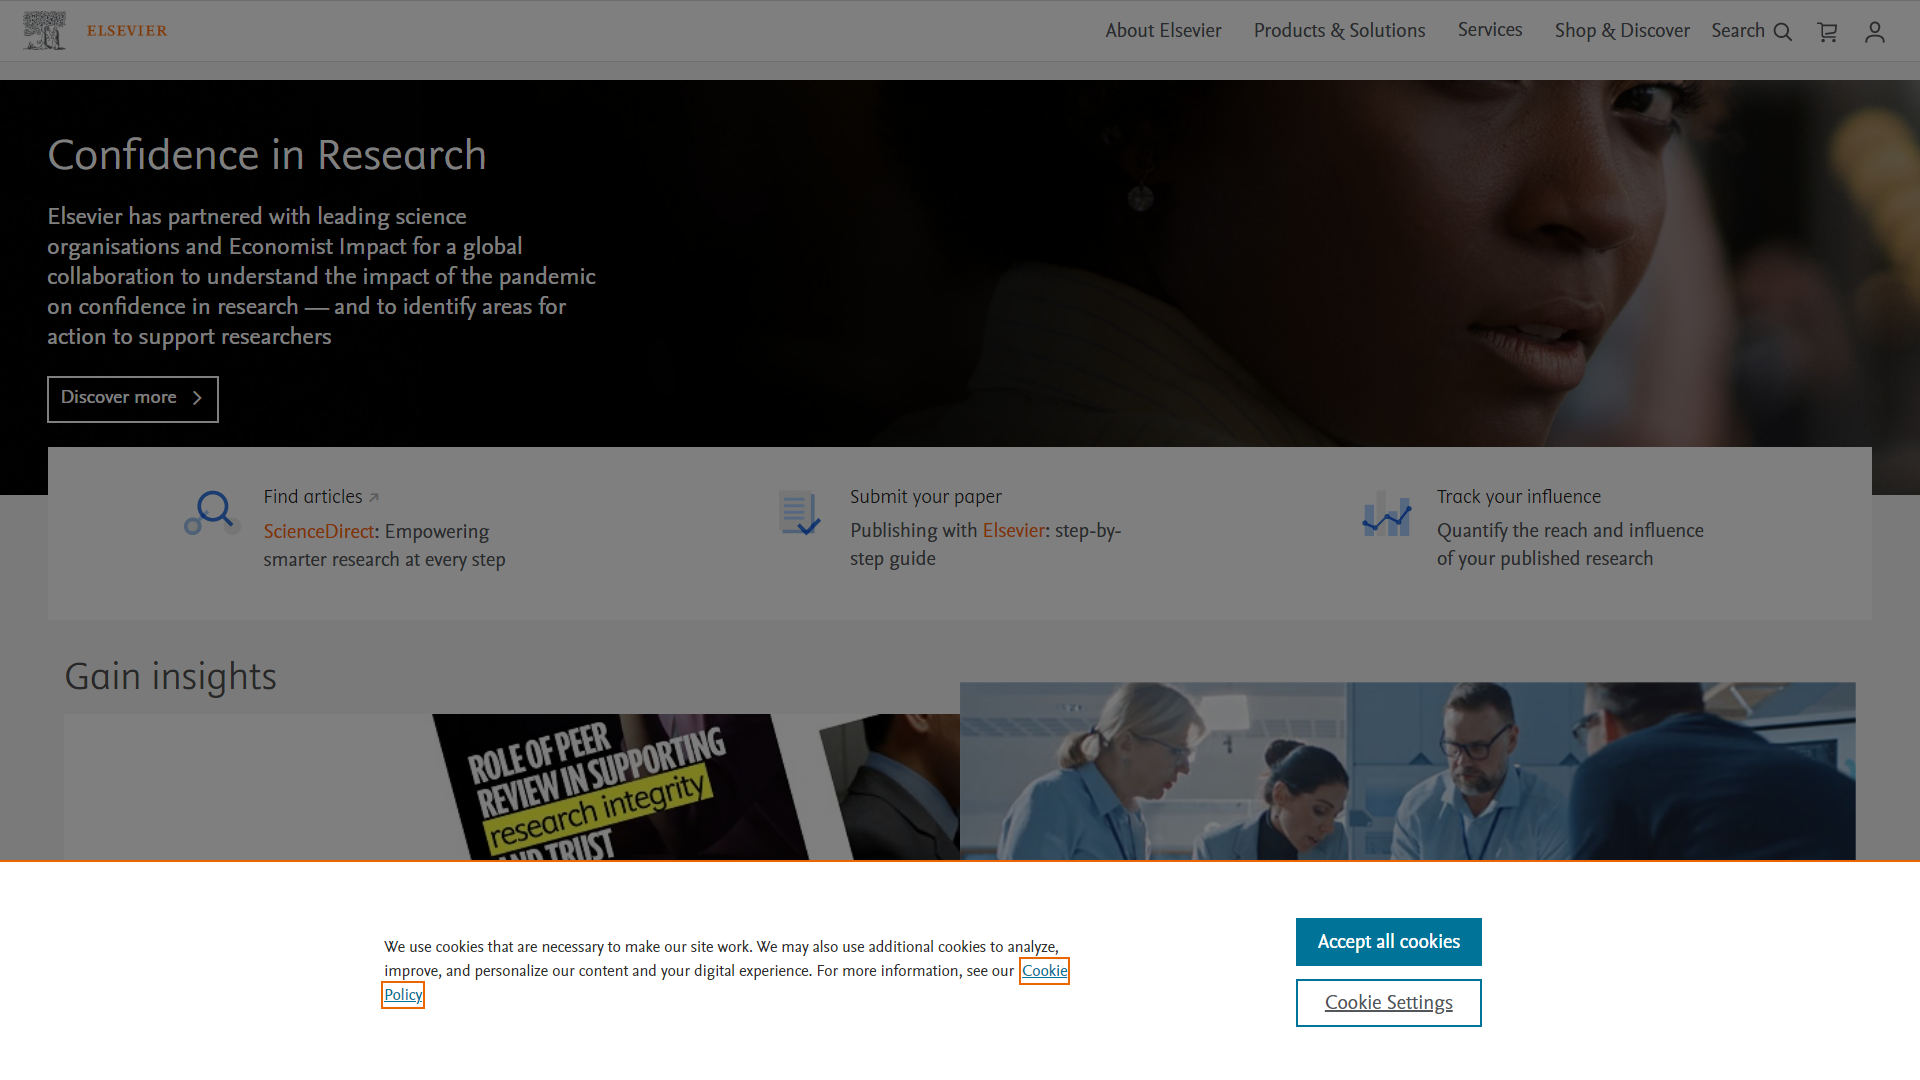 ELSEVIER
About Elsevier
Products & Solutions
Services
Shop & Discover
Search
Confidence in Research
Elsevier has partnered with leading science
organisations and Economist Impact for a global
collaboration to understand the impact of the pandemic
on confidence in research — and to identify areas for
action to support researchers
Discover more
Find articles
ScienceDirect: Empowering
smarter research at every step
Submit your paper
Publishing with Elsevier: step-by-
step guide
Track your influence
Quantify the reach and influence
of your published research
Gain insights
ROLE OF PEER
REVIEW IN SUPPORTING
research integrity
AND TRUST
We use cookies that are necessary to make our site work. We may also use additional cookies to analyze,
improve, and personalize our content and your digital experience. For more information, see our Cookie
Policy
Accept all cookies
Cookie Settings